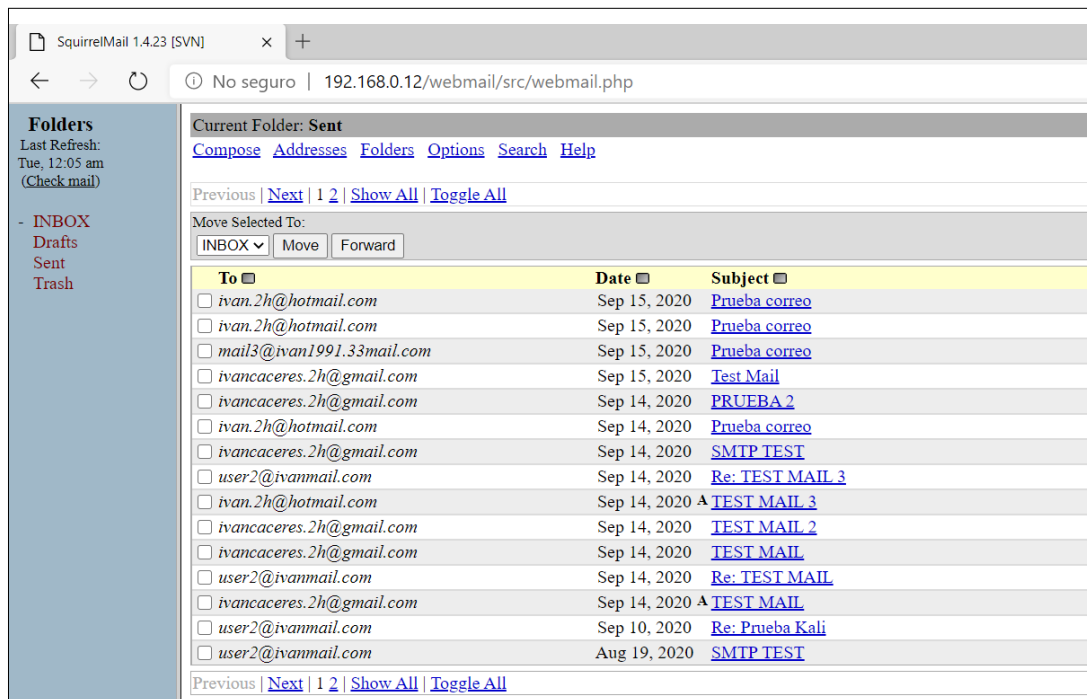 SquirrelMail 1.4.23 [SVN]
No seguro | 192.168.0.12/webmail/src/webmail.php
Folders
Last Refresh:
Tue, 12:05 am
(Check mail)
- INBOX
Drafts
Sent
Trash
Current Folder: Sent
Compose Addresses Folders Options Search Help
Previous | Next | 1 2 | Show All | Toggle All
Move Selected To:
INBOX Move Forward
To Date Subject
ivan.2h@hotmail.com Sep 15, 2020 Prueba correo
ivan.2h@hotmail.com Sep 15, 2020 Prueba correo
mail3@ivan1991.33mail.com Sep 15, 2020 Prueba correo
ivancaceres.2h@gmail.com Sep 15, 2020 Test Mail
ivancaceres.2h@gmail.com Sep 14, 2020 PRUEBA 2
ivan.2h@hotmail.com Sep 14, 2020 Prueba correo
ivancaceres.2h@gmail.com Sep 14, 2020 SMTP TEST
user2@ivanmail.com Sep 14, 2020 Re: TEST MAIL 3
ivan.2h@hotmail.com Sep 14, 2020 A TEST MAIL 3
ivancaceres.2h@gmail.com Sep 14, 2020 TEST MAIL 2
ivancaceres.2h@gmail.com Sep 14, 2020 TEST MAIL
user2@ivanmail.com Sep 14, 2020 Re: TEST MAIL
ivancaceres.2h@gmail.com Sep 14, 2020 A TEST MAIL
user2@ivanmail.com Sep 10, 2020 Re: Prueba Kali
user2@ivanmail.com Aug 19, 2020 SMTP TEST
Previous | Next | 1 2 | Show All | Toggle All